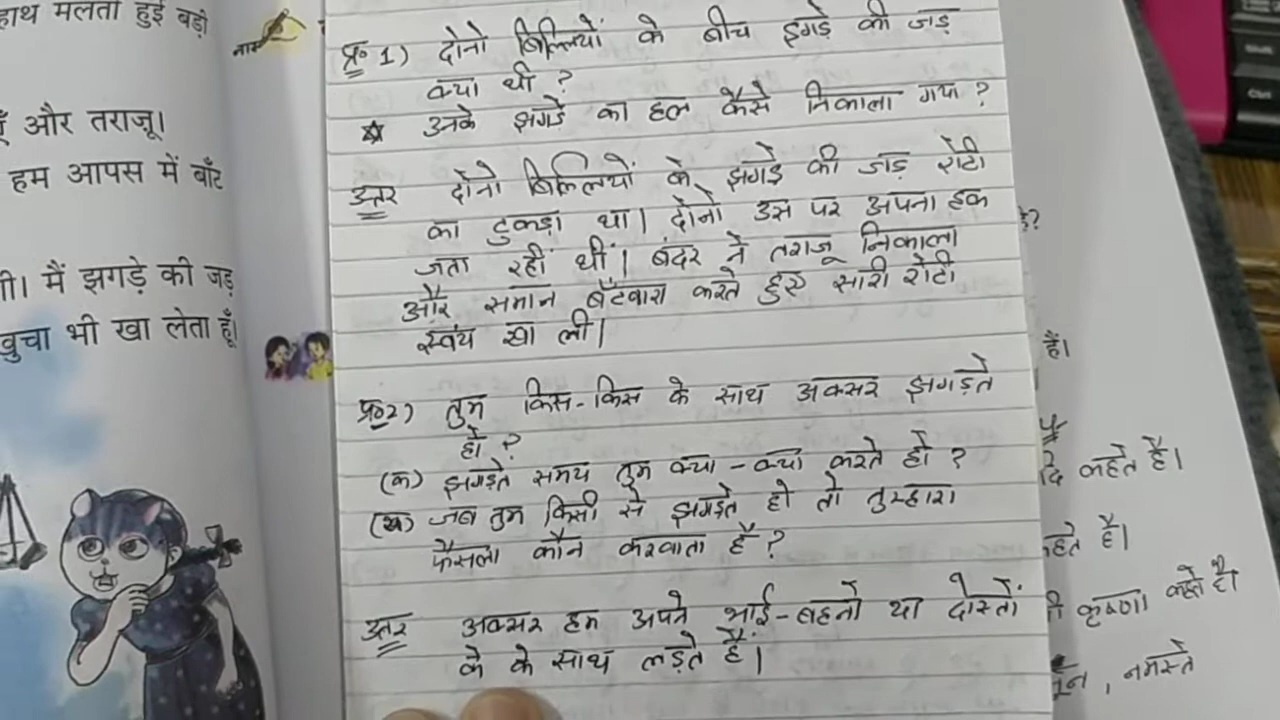 हाथ मलती हुई बड़ी
और तराजू।
हम आपस में बाँट
मैं झगड़े की जड़
खुचा भी खा लेता हूँ।
प्र० 1) दोनो बिल्लियों के बीच झगड़े की जड़
क्या थी ?
उनके झगड़े का हल कैसे निकाला गया ?
उत्तर दोनो बिल्लियों के झगड़े की जड़ रोटी
का टुकड़ा था। दोनो उस पर अपना हक
जता रहीं थीं। बंदर ने तराजू निकाला
और समान बँटवारा करते हुए सारी रोटी
स्वंय खा ली।
प्र०2) तुम किस-किस के साथ अक्सर झगड़ते
हो ?
(क) झगड़ते समय तुम क्या-क्या करते हो ?
(ख) जब तुम किसी से झगड़ते हो तो तुम्हारा
फैसला कौन करवाता है ?
उत्तर अक्सर हम अपने भाई-बहनो या दोस्तों
के के साथ लड़ते हैं।
हैं।
कहते हैं।
कहते हैं।
कृष्णा कहते हैं।
, नमस्ते
Ctrl